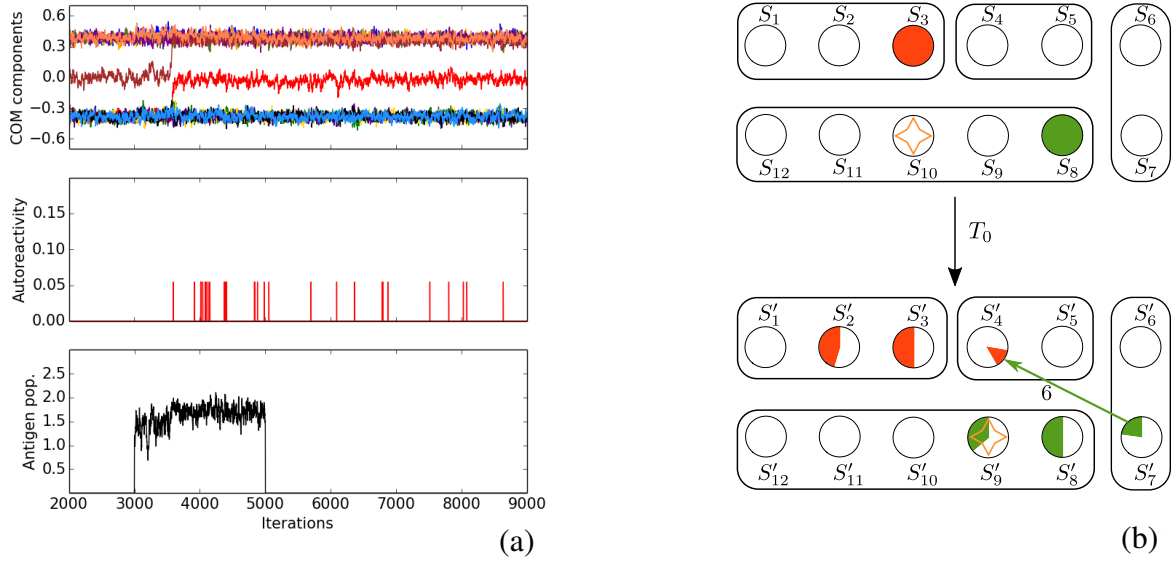 COM components
0.6
0.3
0.0
−0.3
−0.6
Autoreactivity
0.15
0.10
0.05
0.00
Antigen pop.
2.5
2.0
1.5
1.0
0.5
2000 3000 4000 5000 6000 7000 8000 9000
Iterations
(a)
S1 S2 S3 S4 S5 S6
S12 S11 S10 S9 S8 S7
T0
S′1 S′2 S′3 S′4 S′5 S′6
6
S′12 S′11 S′10 S′9 S′8 S′7
(b)